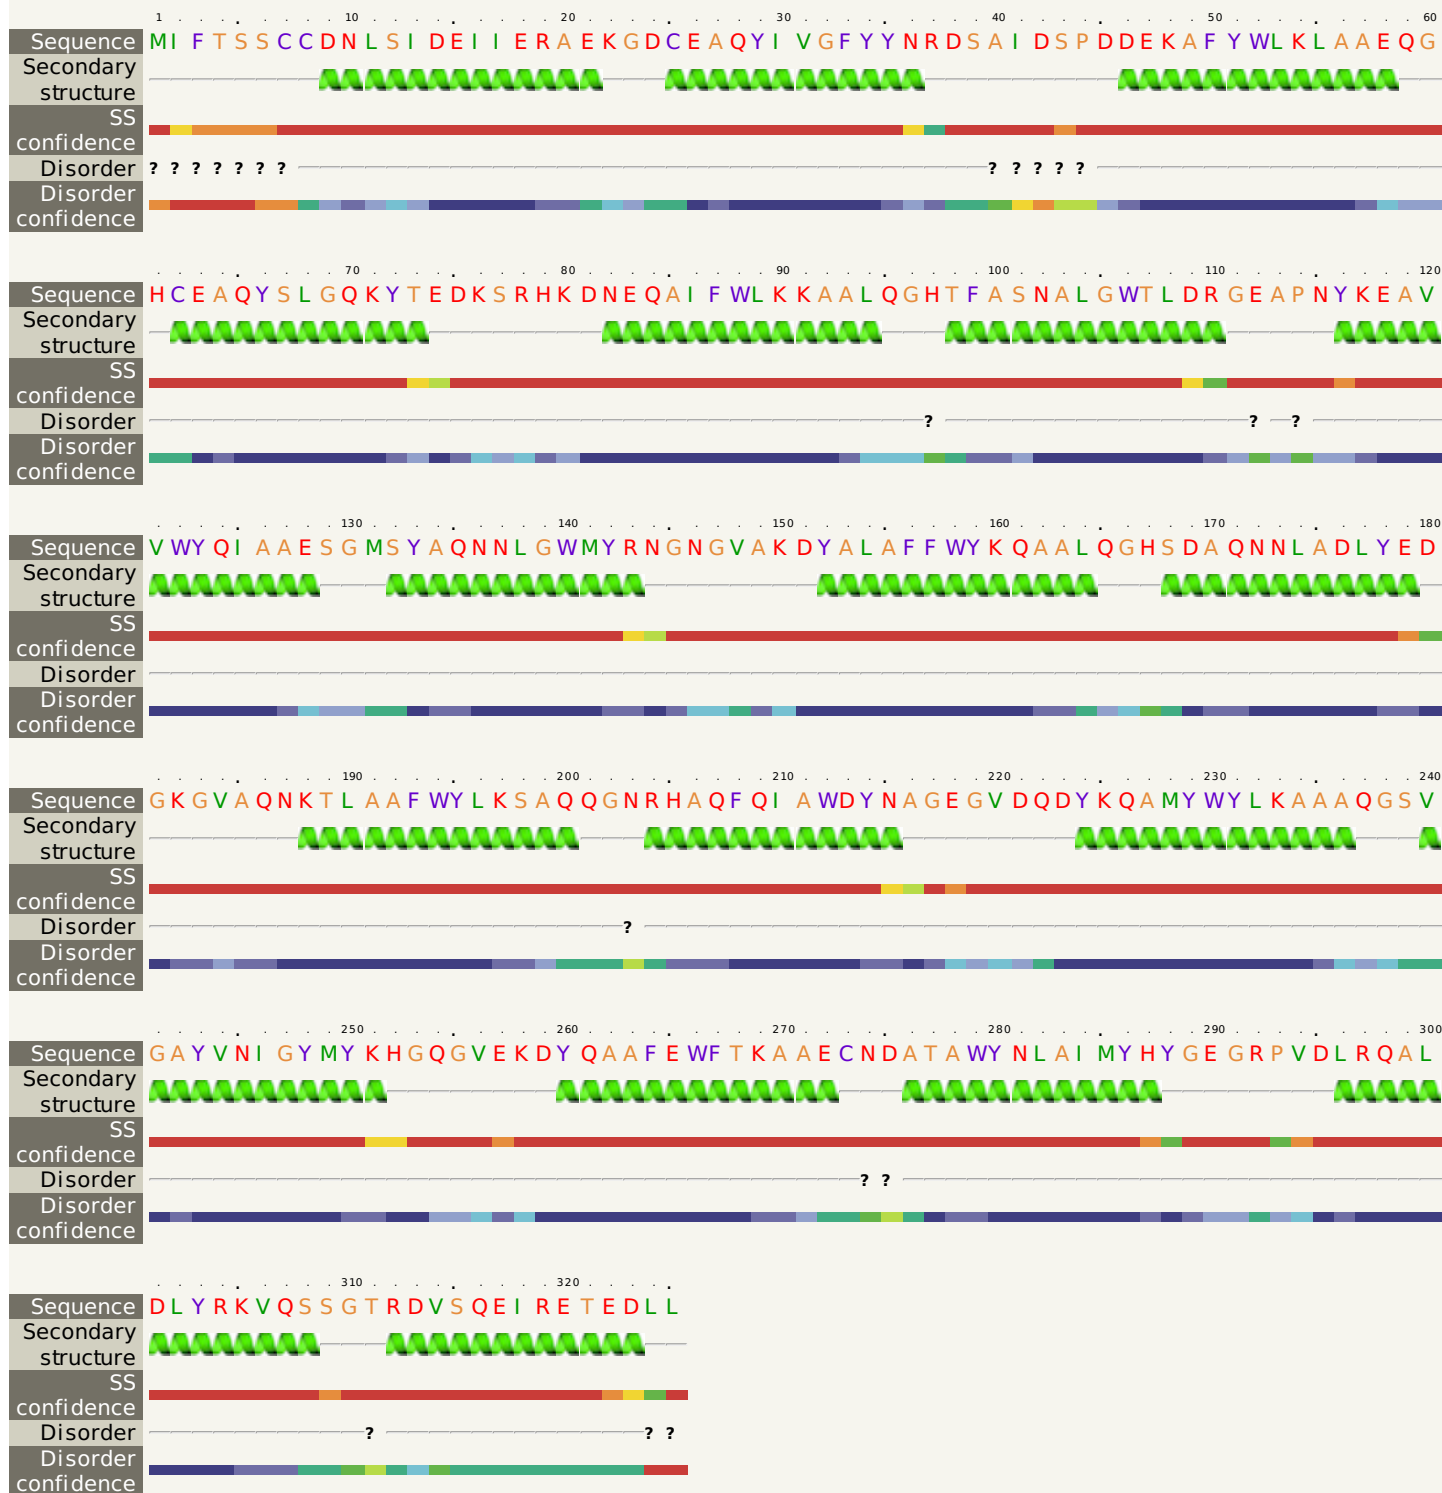 1 10 20 30 40 50 60
Sequence MIFTSSCCDNLSIDEIIERAEKGDCEAQYIVGFYYNRDSAIDSPDDEKAFYWLKLAAEQG
Secondary
structure
SS
confidence
Disorder ? ? ? ? ? ? ? ? ? ? ? ?
Disorder
confidence
70 80 90 100 110 120
Sequence HCEAQYSLGQKYTEDKSRHKDNEQAIFWLKKAALQGHTFASNALGWTLDRGEAPNYKEAV
Secondary
structure
SS
confidence
Disorder ? ? ?
Disorder
confidence
130 140 150 160 170 180
Sequence VWYQIAAESGMSYAQNNLGWMYRNGNGVAKDYALAFFWYKQAALQGHSDAQNNLADLYED
Secondary
structure
SS
confidence
Disorder
Disorder
confidence
190 200 210 220 230 240
Sequence GKGVAQNKTLAAFWYLKSAQQGNRHAQFQIAWDYNAGEGVDQDYKQAMYWYLKAAAQGSV
Secondary
structure
SS
confidence
Disorder ?
Disorder
confidence
250 260 270 280 290 300
Sequence GAYVNIGYMYKHGQGVEKDYQAAFEWFTKAAECNDATAWYNLAIMYHYGEGRPVDLRQAL
Secondary
structure
SS
confidence
Disorder ? ?
Disorder
confidence
310 320
Sequence DLYRKVQSSGTRDVSQEIRETEDLL
Secondary
structure
SS
confidence
Disorder ? ? ?
Disorder
confidence